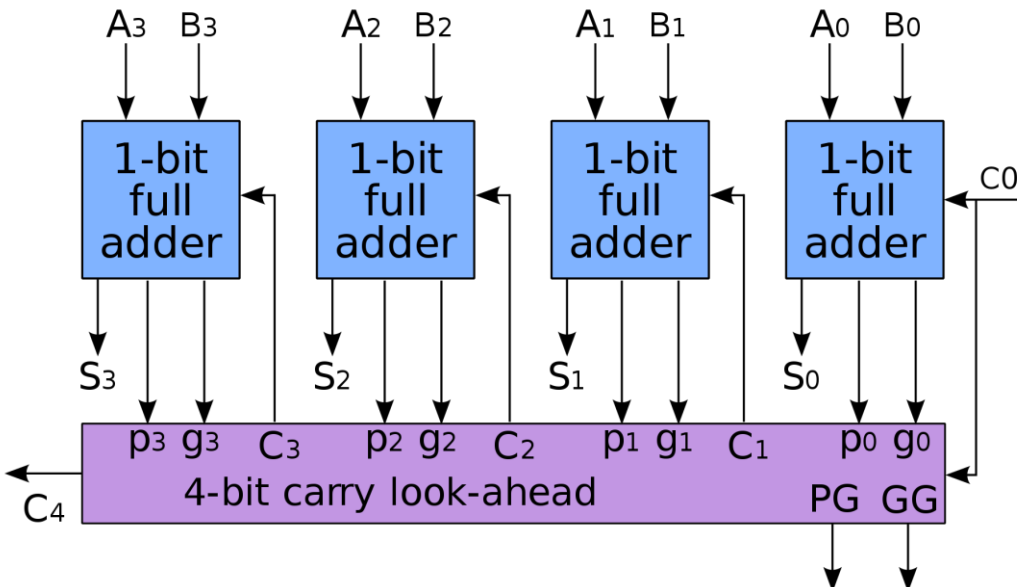 A3 B3 A2 B2 A1 B1 A0 B0
1-bit full adder
1-bit full adder
1-bit full adder
1-bit full adder
C0
S3 S2 S1 S0
p3 g3 C3 p2 g2 C2 p1 g1 C1 p0 g0
4-bit carry look-ahead
PG GG
C4